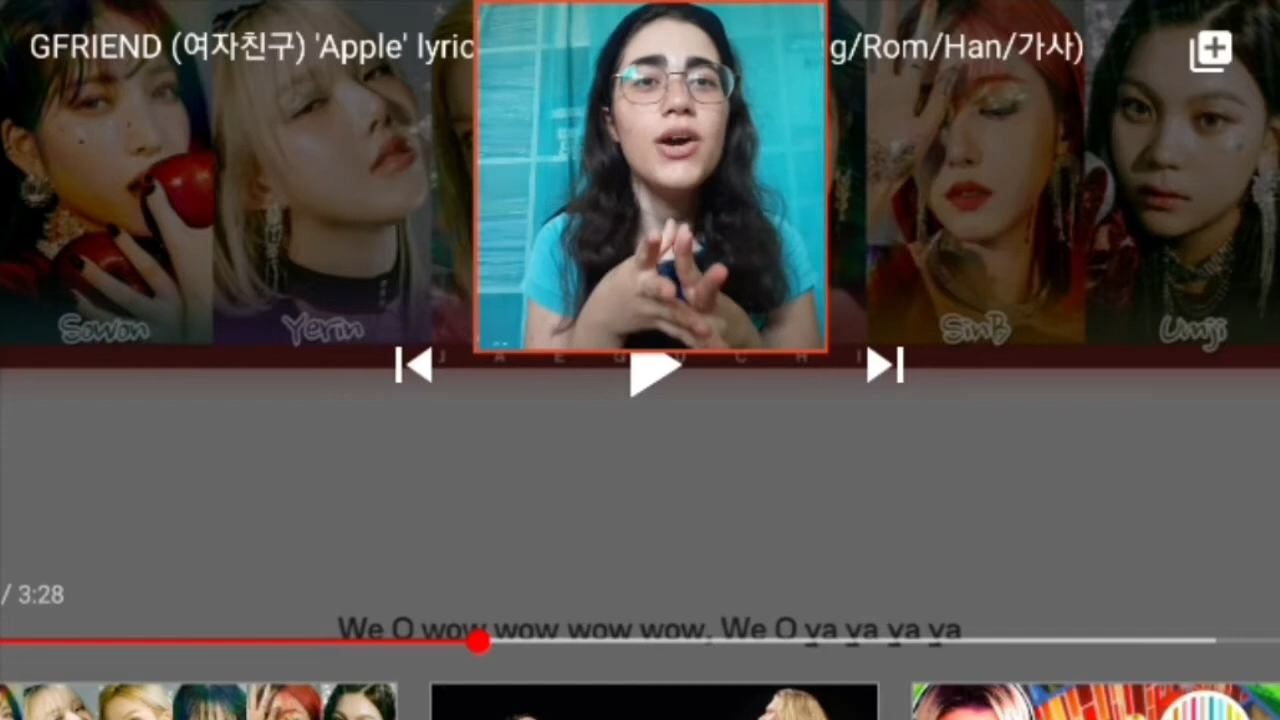 GFRIEND (여자친구) 'Apple' lyric
g/Rom/Han/가사)
Sowon
Yerin
SinB
Umji
J A E G U C H I
/ 3:28
We O wow wow wow wow, We O ya ya ya ya